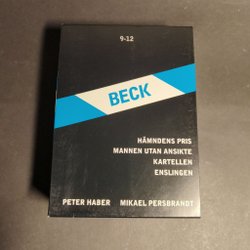 9-12
BECK
HÄMNDENS PRIS
MANNEN UTAN ANSIKTE
KARTELLEN
ENSLINGEN
PETER HABER MIKAEL PERSBRANDT